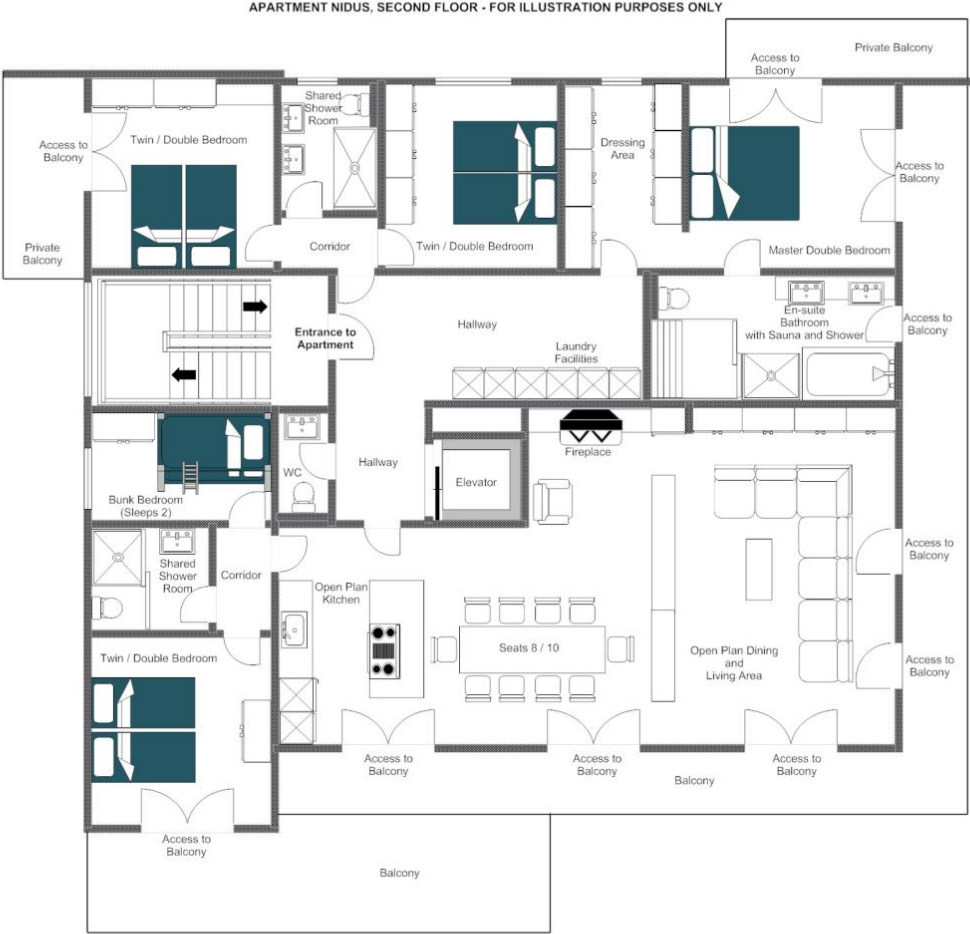 APARTMENT NIDUS, SECOND FLOOR - FOR ILLUSTRATION PURPOSES ONLY
Private Balcony
Access to
Balcony
Shared
Shower
Room
Twin / Double Bedroom
Access to
Balcony
Dressing
Area
Access to
Balcony
Private
Balcony
Corridor
Twin / Double Bedroom
Master Double Bedroom
Entrance to
Apartment
Hallway
Laundry
Facilities
En-suite
Bathroom
with Sauna and Shower
Access to
Balcony
Fireplace
WC
Hallway
Elevator
Bunk Bedroom
(Sleeps 2)
Shared
Shower
Room
Corridor
Access to
Balcony
Open Plan
Kitchen
Seats 8 / 10
Open Plan Dining
and
Living Area
Access to
Balcony
Twin / Double Bedroom
Access to
Balcony
Access to
Balcony
Access to
Balcony
Balcony
Access to
Balcony
Balcony